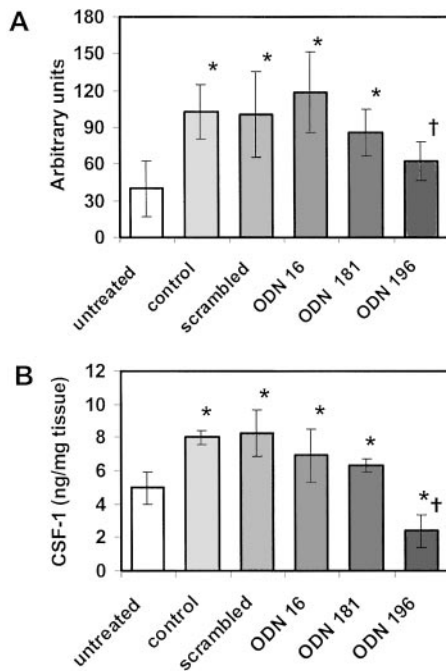 A
Arbitrary units
180
150
120
90
60
30
0
* * * * †
untreated
control
scrambled
ODN 16
ODN 181
ODN 196
B
CSF-1 (ng/mg tissue)
12
10
8
6
4
2
0
* * * * *†
untreated
control
scrambled
ODN 16
ODN 181
ODN 196